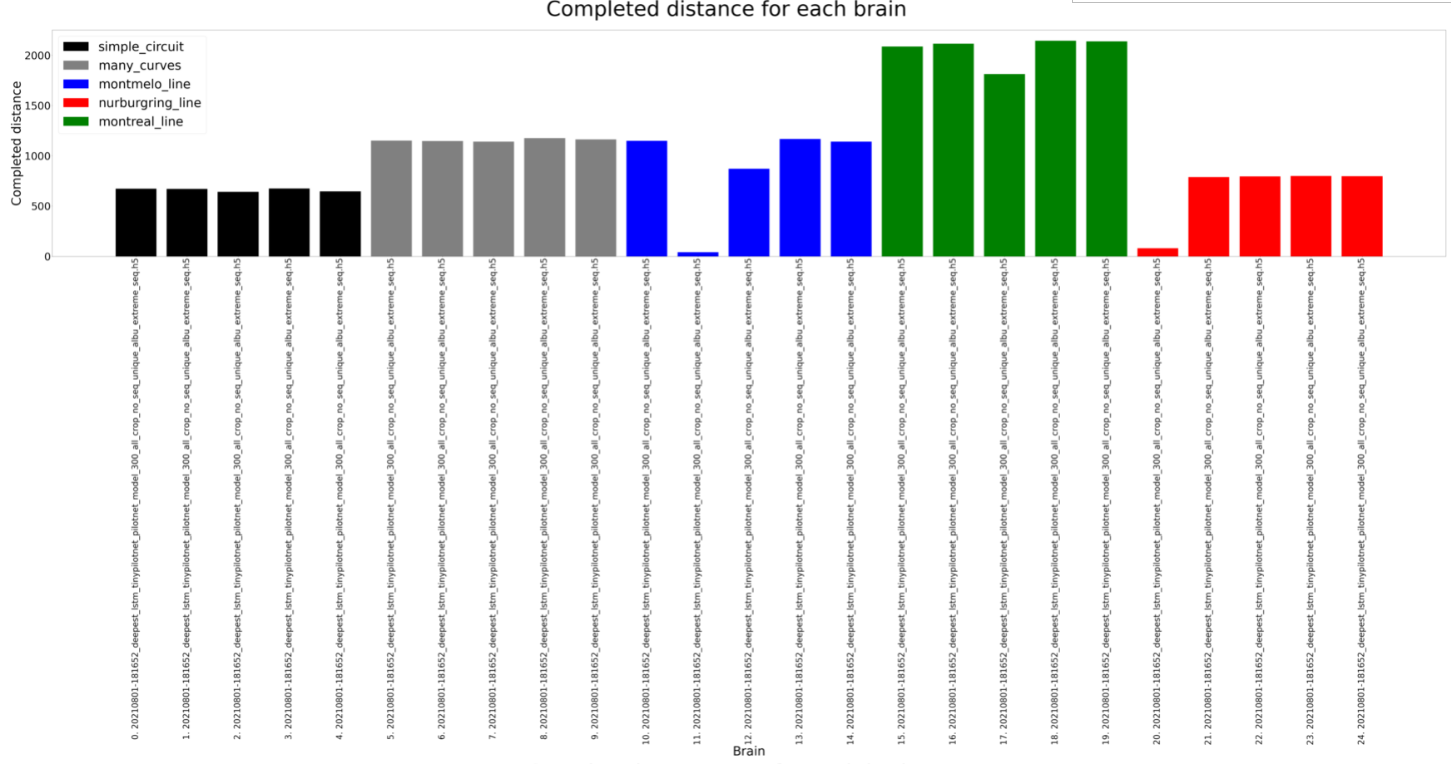 Completed distance for each brain
simple_circuit
many_curves
montmelo_line
nurburgring_line
montreal_line
Completed distance
2000
1500
1000
500
0
0. 20210801-181652_deepest_lstm_tinypilotnet_pilotnet_model_300_all_crop_no_seq_unique_albu_extreme_seq.h5
1. 20210801-181652_deepest_lstm_tinypilotnet_pilotnet_model_300_all_crop_no_seq_unique_albu_extreme_seq.h5
2. 20210801-181652_deepest_lstm_tinypilotnet_pilotnet_model_300_all_crop_no_seq_unique_albu_extreme_seq.h5
3. 20210801-181652_deepest_lstm_tinypilotnet_pilotnet_model_300_all_crop_no_seq_unique_albu_extreme_seq.h5
4. 20210801-181652_deepest_lstm_tinypilotnet_pilotnet_model_300_all_crop_no_seq_unique_albu_extreme_seq.h5
5. 20210801-181652_deepest_lstm_tinypilotnet_pilotnet_model_300_all_crop_no_seq_unique_albu_extreme_seq.h5
6. 20210801-181652_deepest_lstm_tinypilotnet_pilotnet_model_300_all_crop_no_seq_unique_albu_extreme_seq.h5
7. 20210801-181652_deepest_lstm_tinypilotnet_pilotnet_model_300_all_crop_no_seq_unique_albu_extreme_seq.h5
8. 20210801-181652_deepest_lstm_tinypilotnet_pilotnet_model_300_all_crop_no_seq_unique_albu_extreme_seq.h5
9. 20210801-181652_deepest_lstm_tinypilotnet_pilotnet_model_300_all_crop_no_seq_unique_albu_extreme_seq.h5
10. 20210801-181652_deepest_lstm_tinypilotnet_pilotnet_model_300_all_crop_no_seq_unique_albu_extreme_seq.h5
11. 20210801-181652_deepest_lstm_tinypilotnet_pilotnet_model_300_all_crop_no_seq_unique_albu_extreme_seq.h5
12. 20210801-181652_deepest_lstm_tinypilotnet_pilotnet_model_300_all_crop_no_seq_unique_albu_extreme_seq.h5
13. 20210801-181652_deepest_lstm_tinypilotnet_pilotnet_model_300_all_crop_no_seq_unique_albu_extreme_seq.h5
14. 20210801-181652_deepest_lstm_tinypilotnet_pilotnet_model_300_all_crop_no_seq_unique_albu_extreme_seq.h5
15. 20210801-181652_deepest_lstm_tinypilotnet_pilotnet_model_300_all_crop_no_seq_unique_albu_extreme_seq.h5
16. 20210801-181652_deepest_lstm_tinypilotnet_pilotnet_model_300_all_crop_no_seq_unique_albu_extreme_seq.h5
17. 20210801-181652_deepest_lstm_tinypilotnet_pilotnet_model_300_all_crop_no_seq_unique_albu_extreme_seq.h5
18. 20210801-181652_deepest_lstm_tinypilotnet_pilotnet_model_300_all_crop_no_seq_unique_albu_extreme_seq.h5
19. 20210801-181652_deepest_lstm_tinypilotnet_pilotnet_model_300_all_crop_no_seq_unique_albu_extreme_seq.h5
20. 20210801-181652_deepest_lstm_tinypilotnet_pilotnet_model_300_all_crop_no_seq_unique_albu_extreme_seq.h5
21. 20210801-181652_deepest_lstm_tinypilotnet_pilotnet_model_300_all_crop_no_seq_unique_albu_extreme_seq.h5
22. 20210801-181652_deepest_lstm_tinypilotnet_pilotnet_model_300_all_crop_no_seq_unique_albu_extreme_seq.h5
23. 20210801-181652_deepest_lstm_tinypilotnet_pilotnet_model_300_all_crop_no_seq_unique_albu_extreme_seq.h5
24. 20210801-181652_deepest_lstm_tinypilotnet_pilotnet_model_300_all_crop_no_seq_unique_albu_extreme_seq.h5
Brain